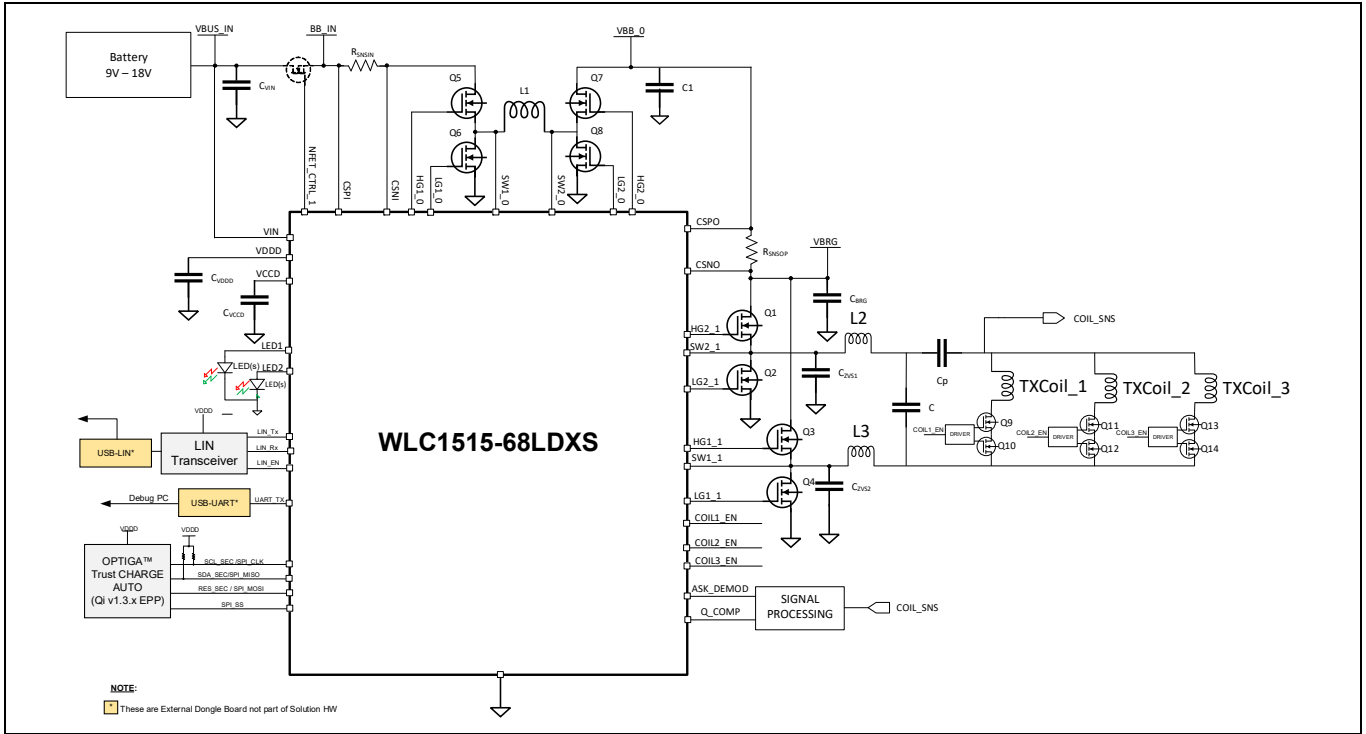 VBUS_IN
BB_IN
VBB_0
Battery
9V – 18V
RSNSIN
CVIN
Q5
Q7
L1
C1
Q6
Q8
NFET_CTRL_1
CSPI
CSNI
HG1_0
LG1_0
SW1_0
SW2_0
LG2_0
HG2_0
VIN
CSPO
VDDD
RSNSOP
VBRG
VCCD
CSNO
CVDDD
CVCCD
CBRG
Q1
L2
COIL_SNS
HG2_1
SW2_1
LED1
LED(s)
LED2
LED(s)
Q2
LG2_1
CZVS1
Cp
C
TXCoil_1
TXCoil_2
TXCoil_3
Q9
Q11
Q13
COIL1_EN
DRIVER
COIL2_EN
DRIVER
COIL3_EN
DRIVER
Q10
Q12
Q14
VDDD
WLC1515-68LDXS
LIN_Tx
LIN_Rx
LIN_EN
USB-LIN*
LIN
Transceiver
Q3
L3
HG1_1
SW1_1
Q4
CZVS2
LG1_1
Debug PC
USB-UART*
UART_TX
COIL1_EN
COIL2_EN
COIL3_EN
VDDD
VDDD
OPTIGA™
Trust CHARGE
AUTO
(Qi v1.3.x EPP)
SCL_SEC /SPI_CLK
SDA_SEC/SPI_MISO
RES_SEC / SPI_MOSI
SPI_SS
ASK_DEMOD
Q_COMP
SIGNAL
PROCESSING
COIL_SNS
NOTE:
* These are External Dongle Board not part of Solution HW